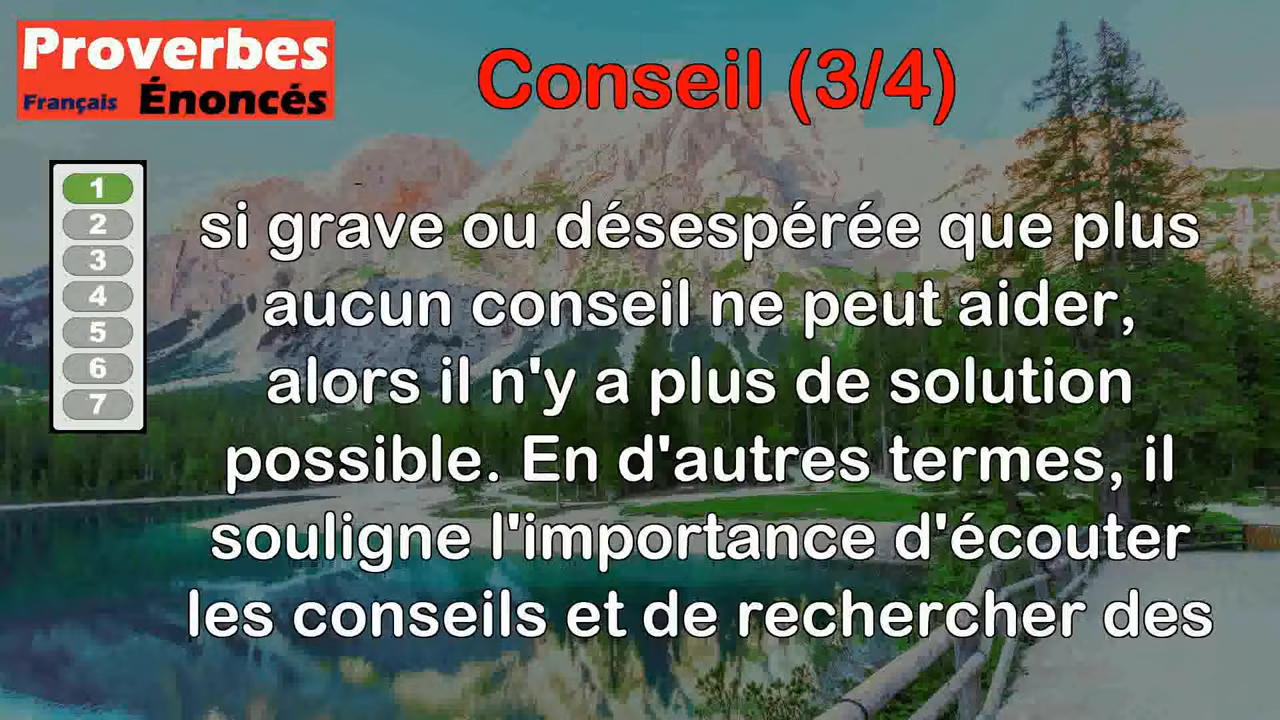 Proverbes
Français Énoncés
Conseil (3/4)
1
2
3
4
5
6
7
si grave ou désespérée que plus
aucun conseil ne peut aider,
alors il n'y a plus de solution
possible. En d'autres termes, il
souligne l'importance d'écouter
les conseils et de rechercher des